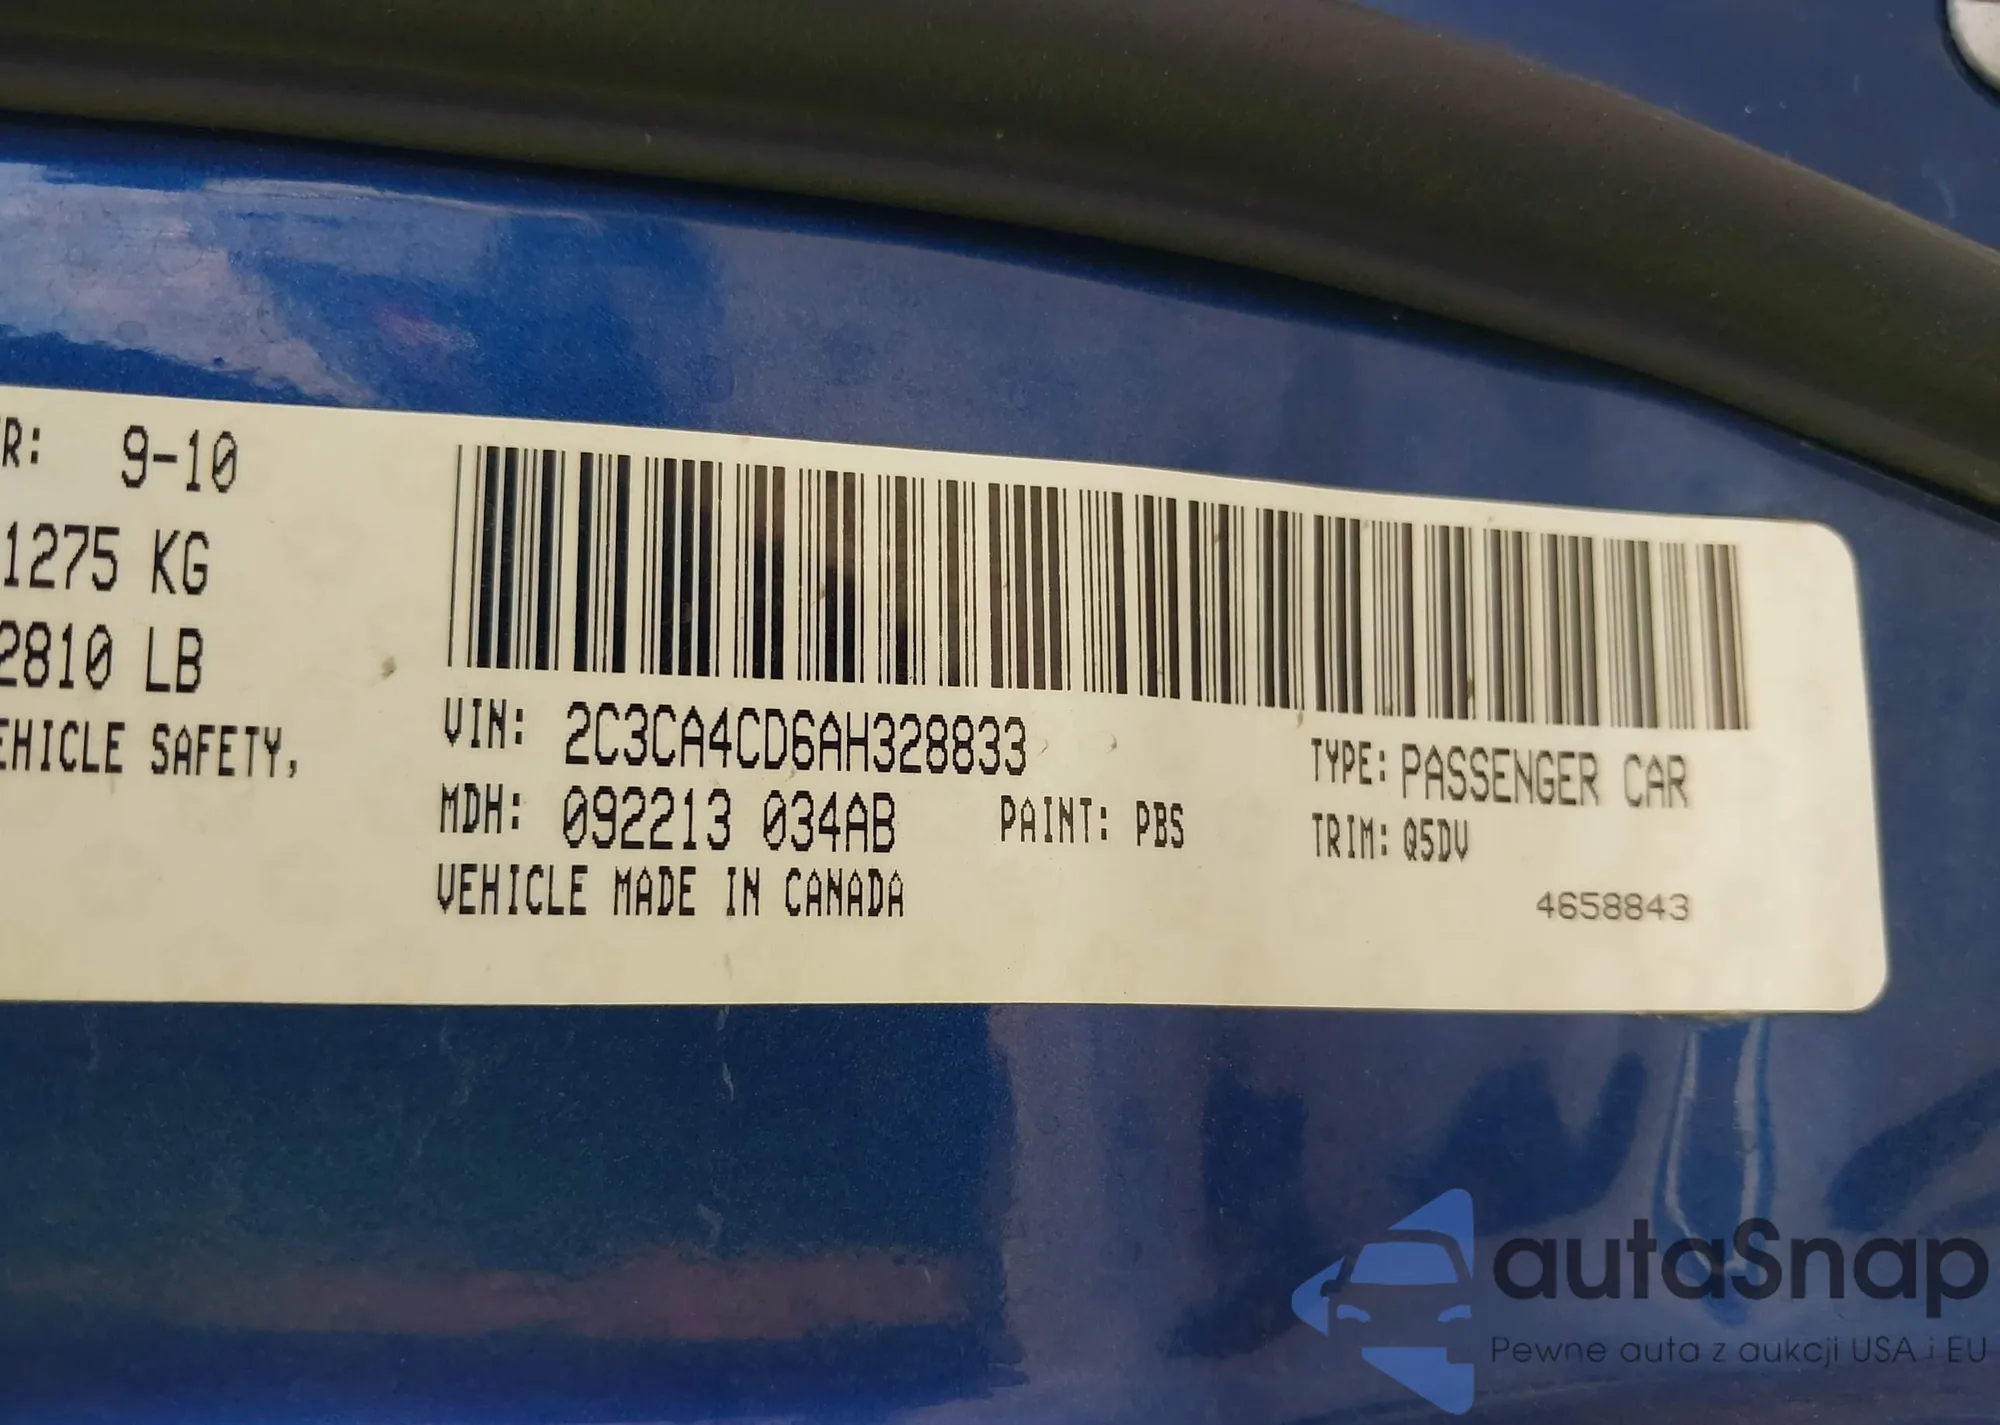 R: 9-10
1275 KG
2810 LB
EHICLE SAFETY,
VIN: 2C3CA4CD6AH328833
TYPE: PASSENGER CAR
MDH: 092213 034AB
PAINT: PBS
TRIM: Q5DV
VEHICLE MADE IN CANADA
4658843
autaSnap
Pewne auta z aukcji USA i EU